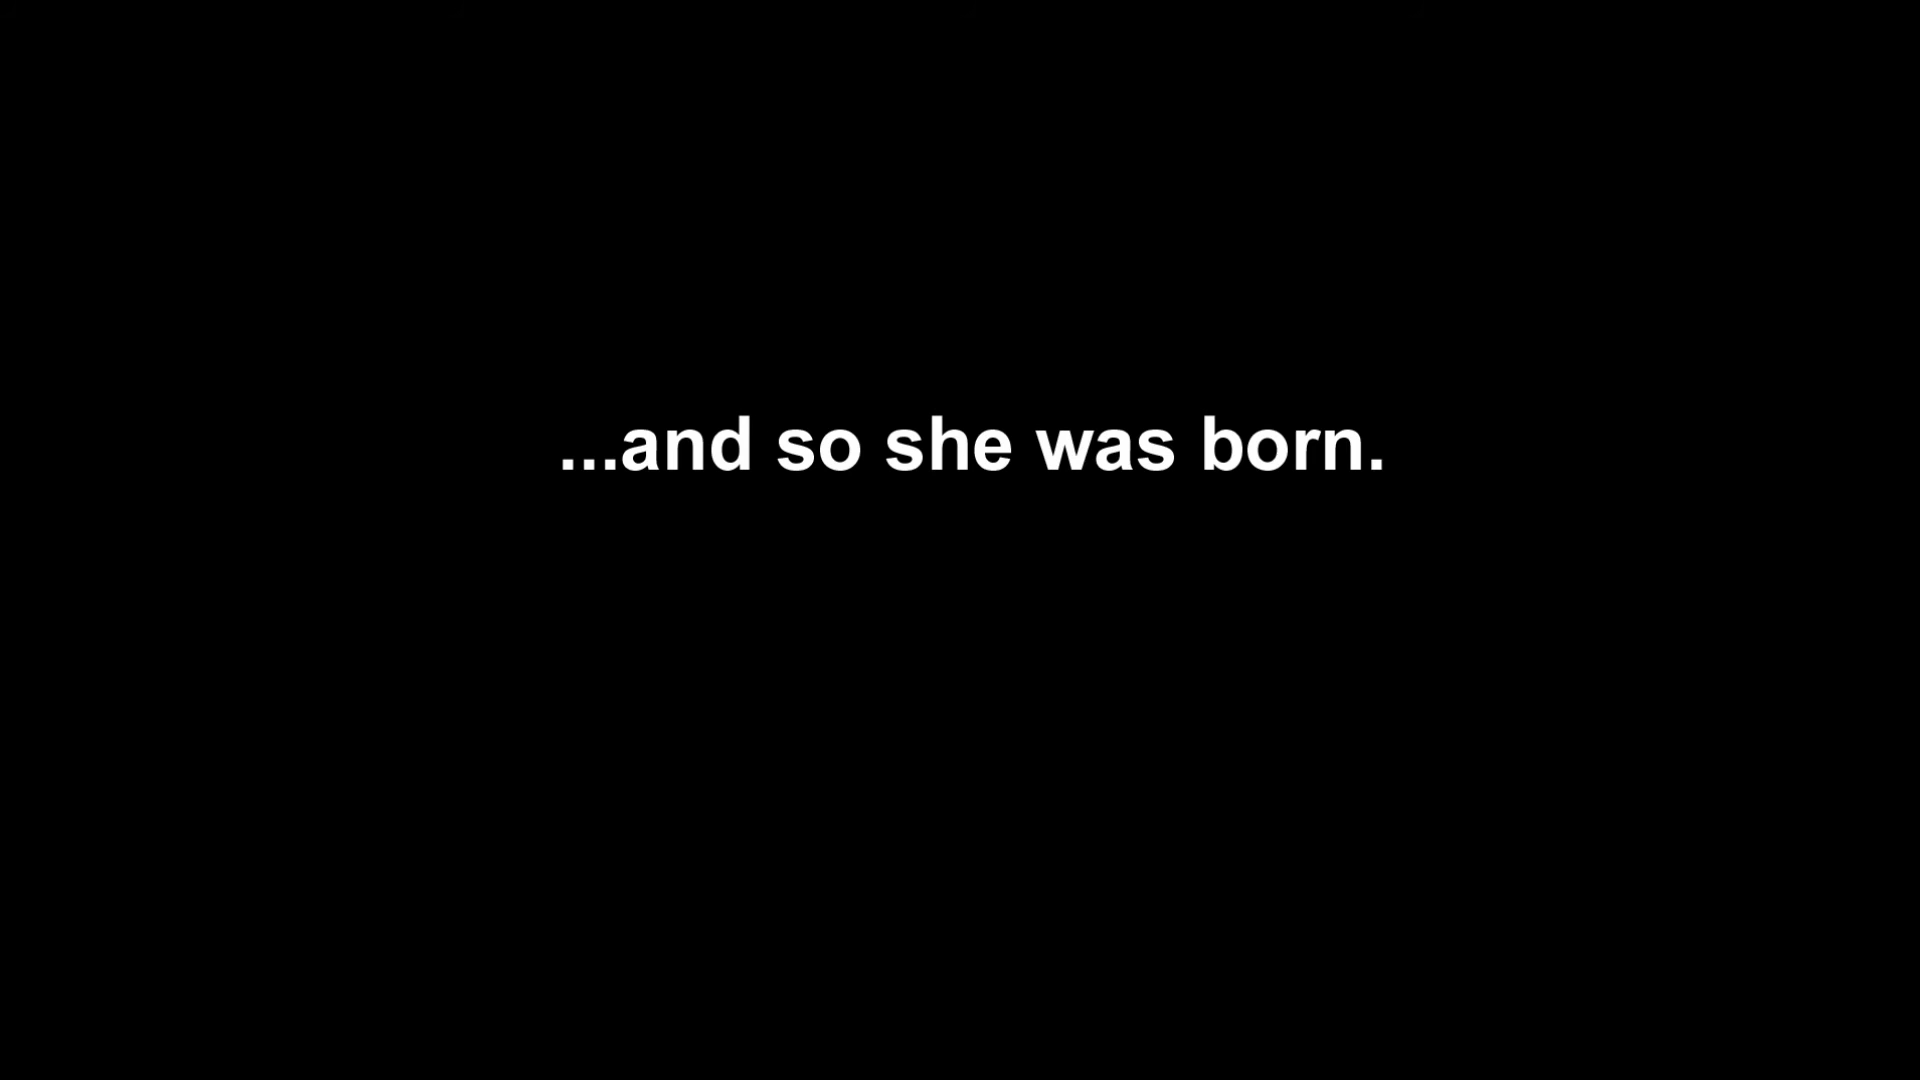 ...and so she was born.